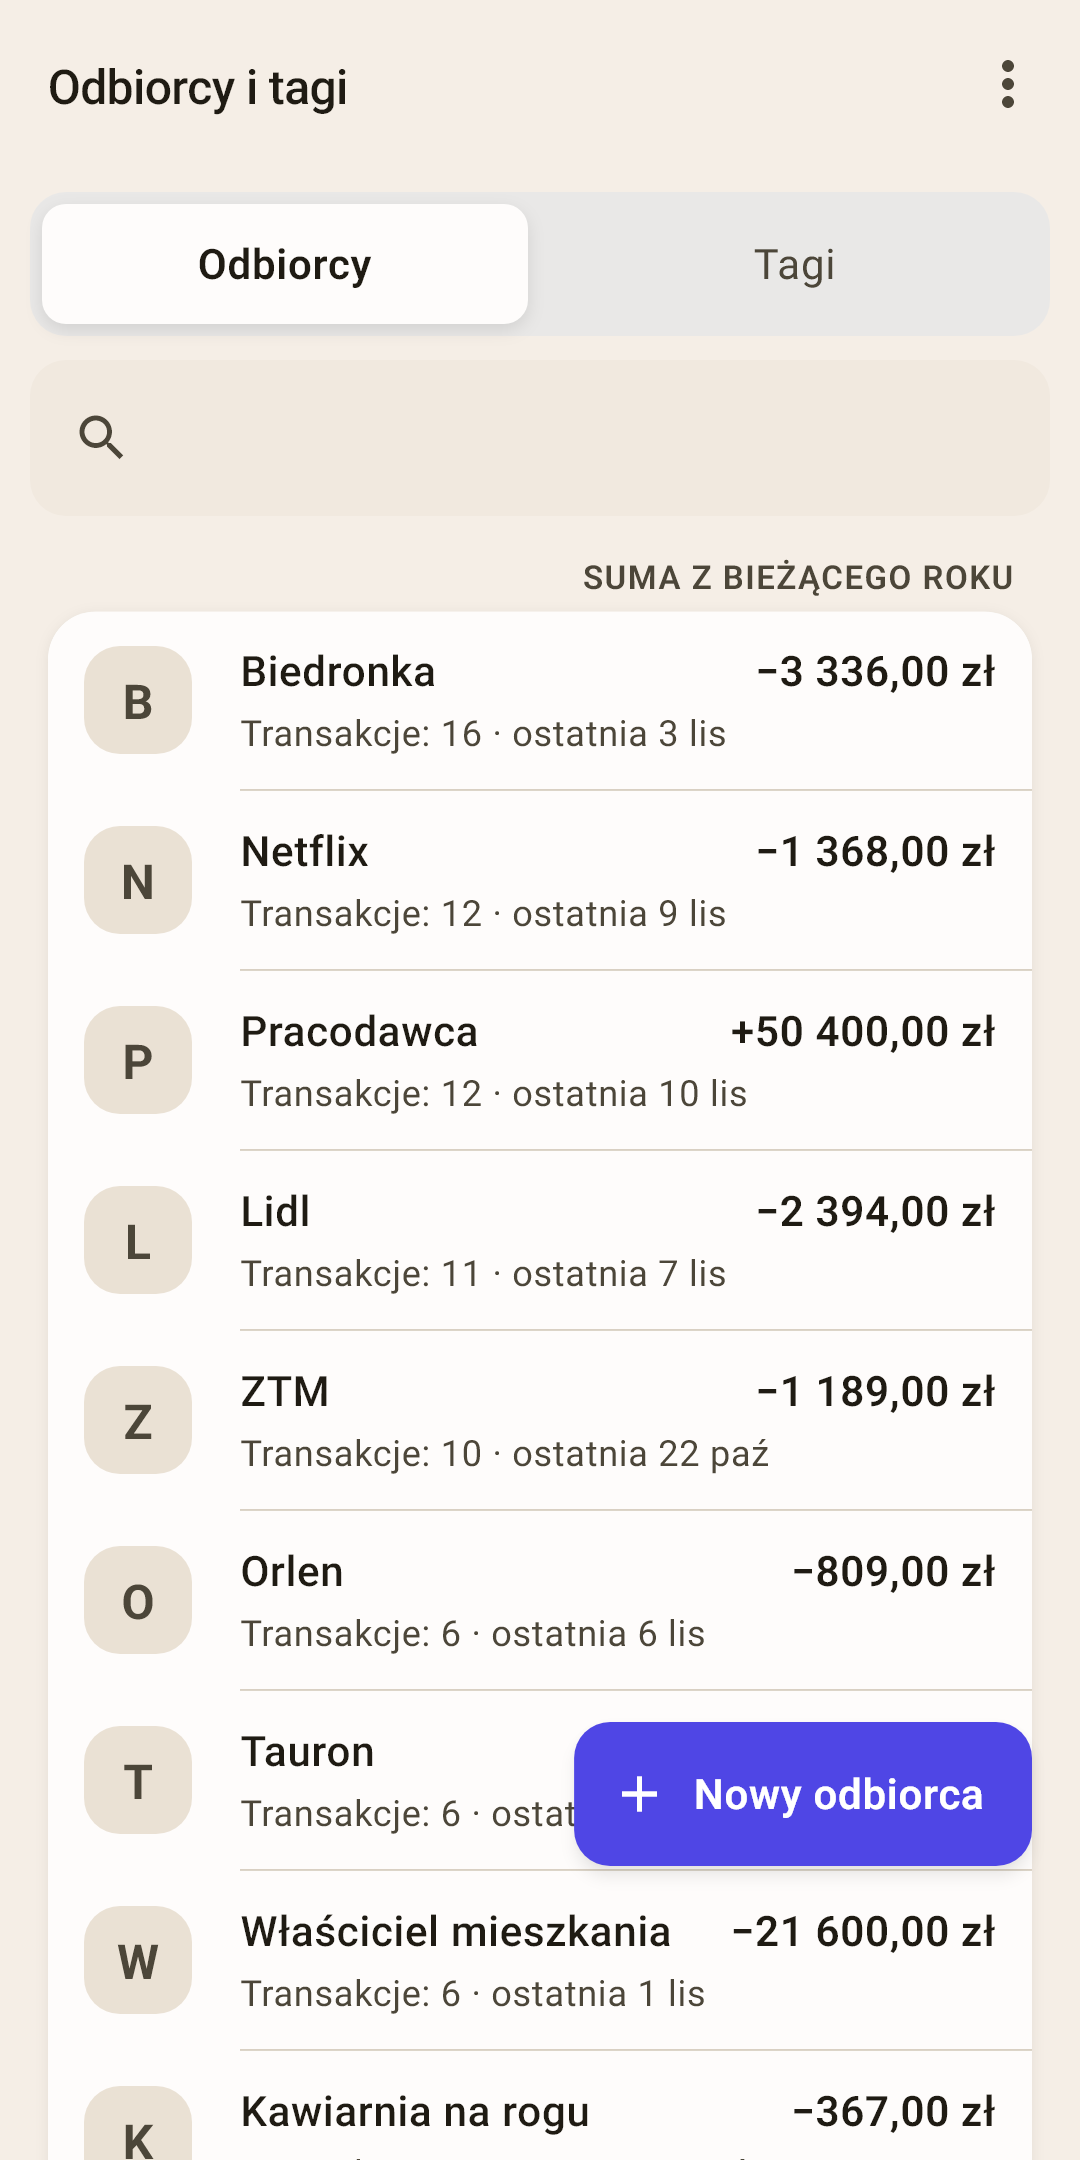 Odbiorcy i tagi
Odbiorcy
Tagi
SUMA Z BIEŻĄCEGO ROKU
B
Biedronka
−3 336,00 zł
Transakcje: 16 · ostatnia 3 lis
N
Netflix
−1 368,00 zł
Transakcje: 12 · ostatnia 9 lis
P
Pracodawca
+50 400,00 zł
Transakcje: 12 · ostatnia 10 lis
L
Lidl
−2 394,00 zł
Transakcje: 11 · ostatnia 7 lis
Z
ZTM
−1 189,00 zł
Transakcje: 10 · ostatnia 22 paź
O
Orlen
−809,00 zł
Transakcje: 6 · ostatnia 6 lis
T
Tauron
Transakcje: 6 ·
Nowy odbiorca
W
Właściciel mieszkania
−21 600,00 zł
Transakcje: 6 · ostatnia 1 lis
K
Kawiarnia na rogu
−367,00 zł